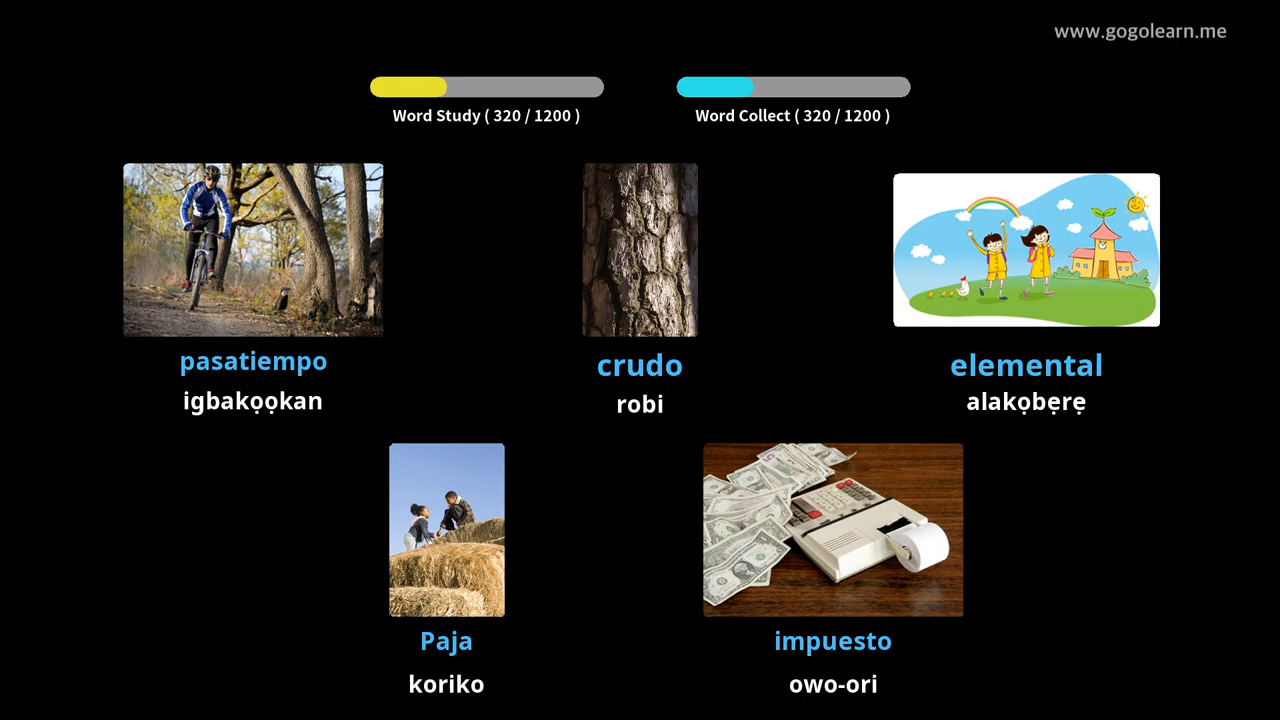 www.gogolearn.me
Word Study ( 320 / 1200 )
Word Collect ( 320 / 1200 )
pasatiempo
igbakọọkan
crudo
robi
elemental
alakọbẹrẹ
Paja
koriko
impuesto
owo-ori